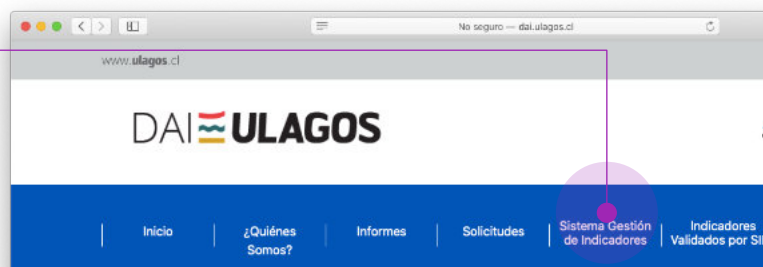 No seguro — dai.ulagos.cl
www.ulagos.cl
DAI ULAGOS
Inicio
¿Quiénes
Somos?
Informes
Solicitudes
Sistema Gestión
de Indicadores
Indicadores
Validados por